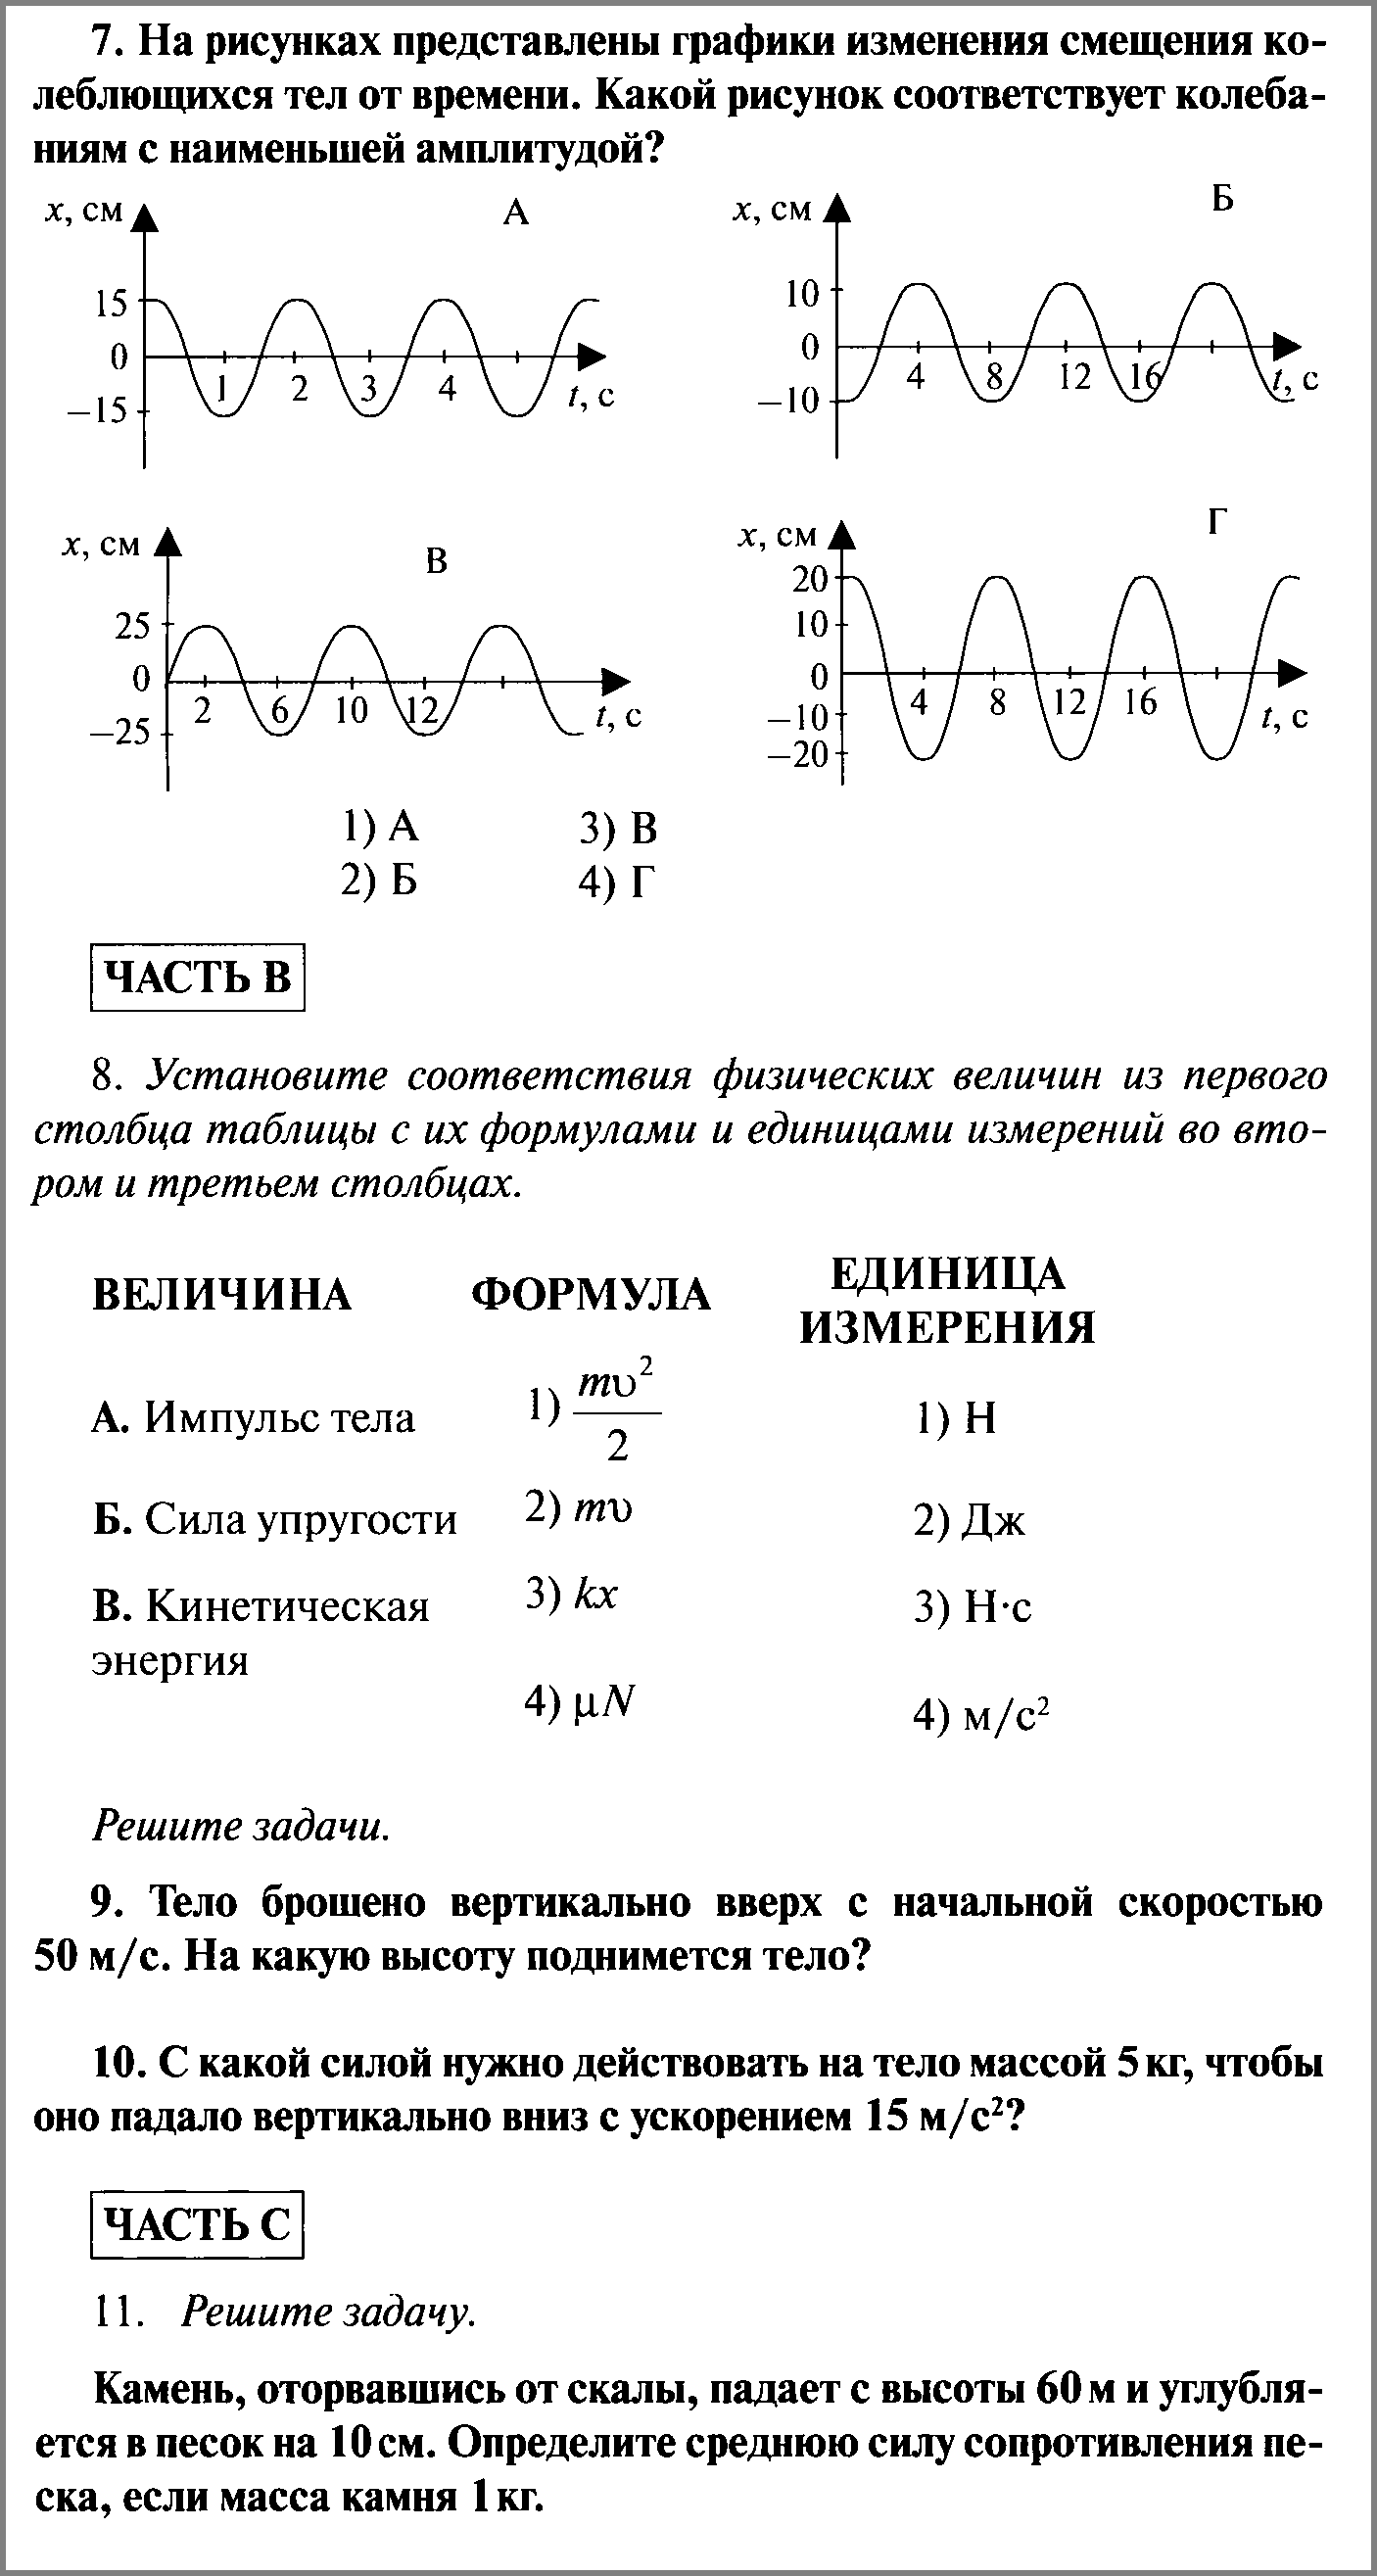 7. На рисунках представлены графики изменения смещения ко-
леблющихся тел от времени. Какой рисунок соответствует колеба-
ниям с наименьшей амплитудой?
x, см
А
15
0
−15
1
2
3
4
t, с
x, см
Б
10
0
−10
4
8
12
16
t, с
x, см
В
25
0
−25
2
6
10
12
t, с
x, см
Г
20
10
0
−10
−20
4
8
12
16
t, с
1) А
3) В
2) Б
4) Г
ЧАСТЬ В
8. Установите соответствия физических величин из первого
столбца таблицы с их формулами и единицами измерений во вто-
ром и третьем столбцах.
ВЕЛИЧИНА ФОРМУЛА ЕДИНИЦА
ИЗМЕРЕНИЯ
А. Импульс тела 1) mυ²/2 1) Н
Б. Сила упругости 2) mυ 2) Дж
В. Кинетическая 3) kx 3) Н·с
энергия
4) μN 4) м/с²
Решите задачи.
9. Тело брошено вертикально вверх с начальной скоростью
50 м/с. На какую высоту поднимется тело?
10. С какой силой нужно действовать на тело массой 5 кг, чтобы
оно падало вертикально вниз с ускорением 15 м/с²?
ЧАСТЬ С
11. Решите задачу.
Камень, оторвавшись от скалы, падает с высоты 60 м и углубля-
ется в песок на 10 см. Определите среднюю силу сопротивления пе-
ска, если масса камня 1 кг.